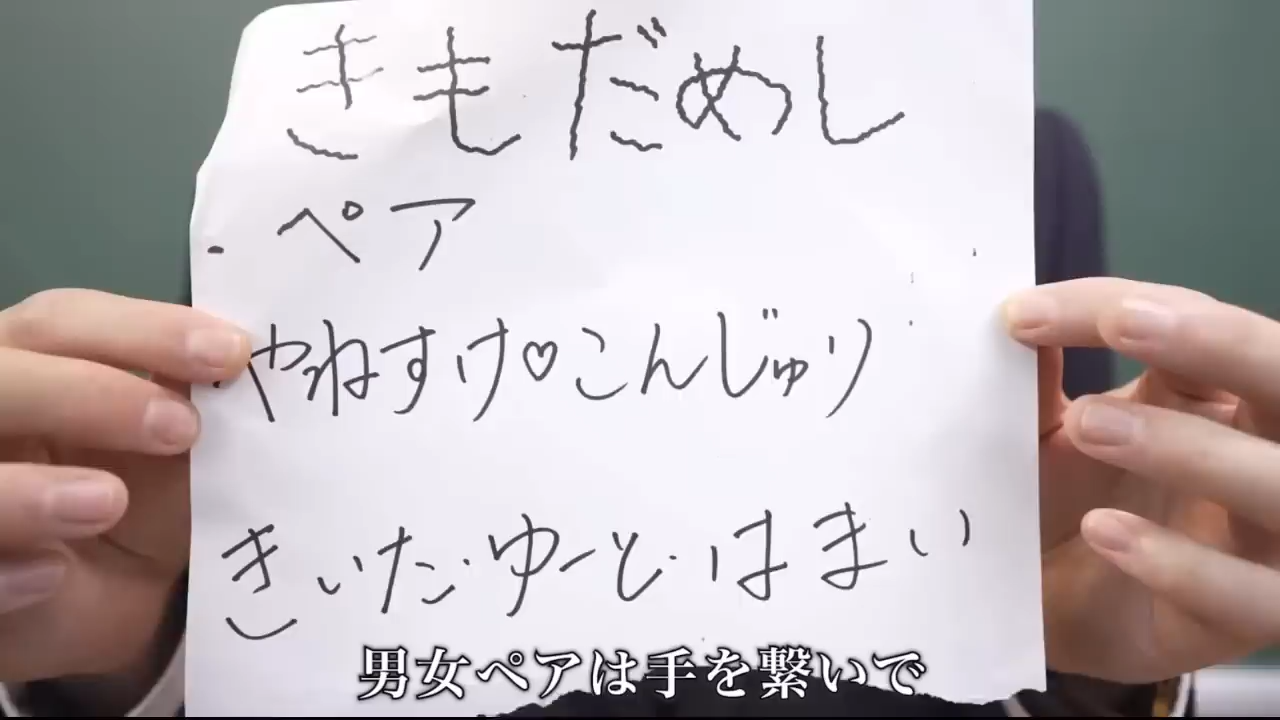 きもだめし
・ペア
・やねすけ♡こんじゅり
きいた・ゆーと・はまい
男女ペアは手を繋いで